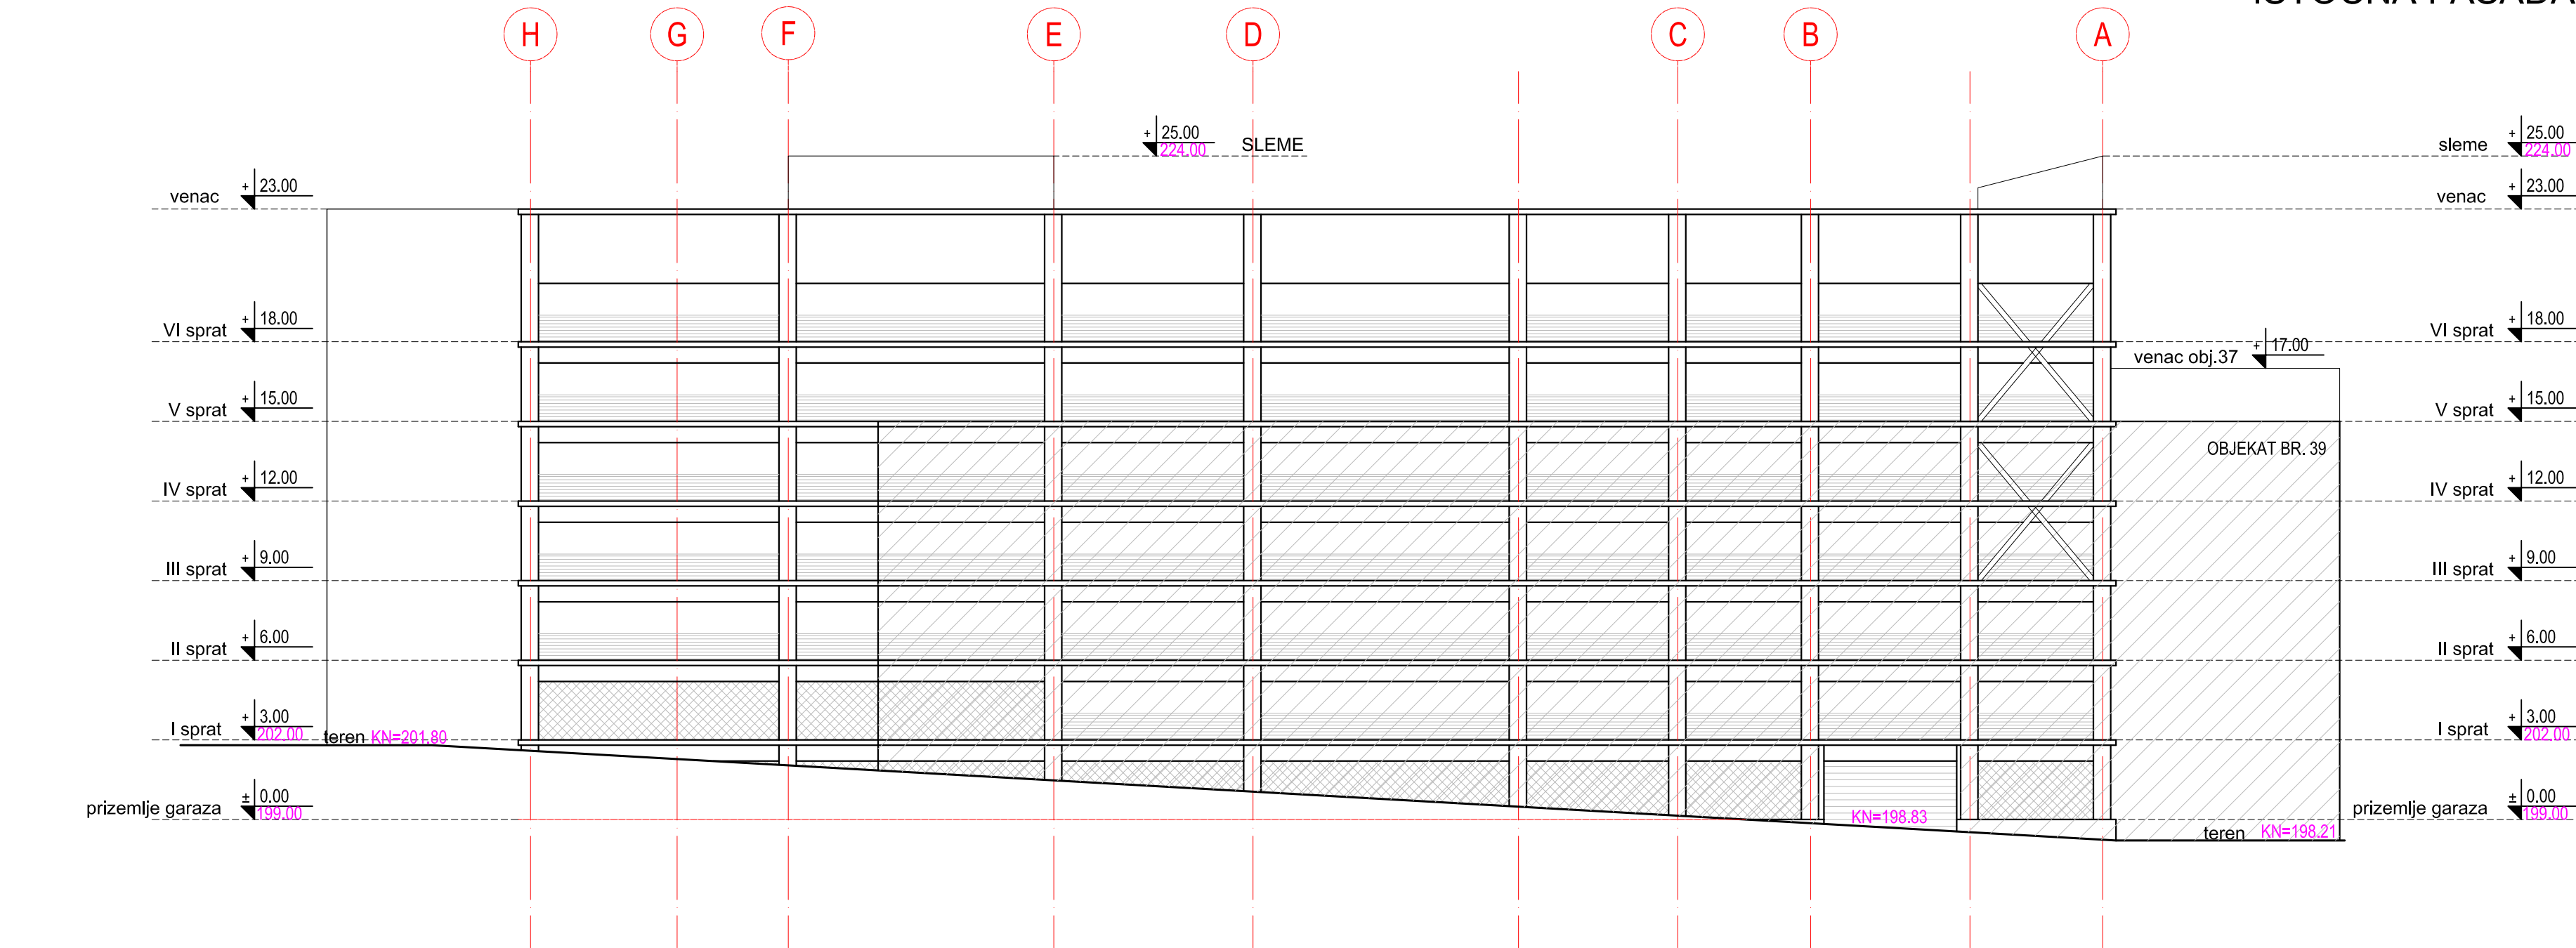 ISTOČNA FASADA
H G F E D C B A
+ 25.00
224.00 SLEME
sleme + 25.00
224.00
venac + 23.00
venac + 23.00
VI sprat + 18.00
VI sprat + 18.00
venac obj.37 + 17.00
V sprat + 15.00
V sprat + 15.00
OBJEKAT BR. 39
IV sprat + 12.00
IV sprat + 12.00
III sprat + 9.00
III sprat + 9.00
II sprat + 6.00
II sprat + 6.00
I sprat + 3.00
202.00
teren KN=201.80
I sprat + 3.00
202.00
prizemlje garaza ± 0.00
199.00
KN=198.83
prizemlje garaza ± 0.00
199.00
teren KN=198.21